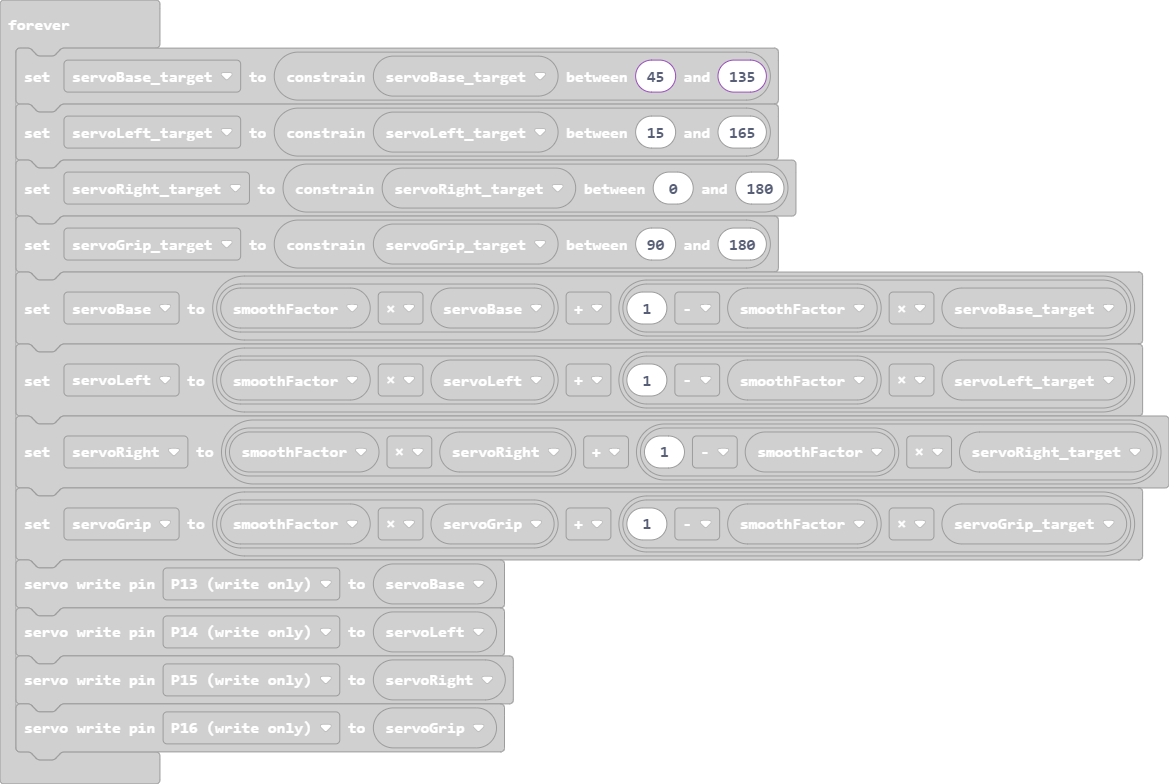 forever
set servoBase_target to constrain servoBase_target between 45 and 135
set servoLeft_target to constrain servoLeft_target between 15 and 165
set servoRight_target to constrain servoRight_target between 0 and 180
set servoGrip_target to constrain servoGrip_target between 90 and 180
set servoBase to smoothFactor × servoBase + 1 - smoothFactor × servoBase_target
set servoLeft to smoothFactor × servoLeft + 1 - smoothFactor × servoLeft_target
set servoRight to smoothFactor × servoRight + 1 - smoothFactor × servoRight_target
set servoGrip to smoothFactor × servoGrip + 1 - smoothFactor × servoGrip_target
servo write pin P13 (write only) to servoBase
servo write pin P14 (write only) to servoLeft
servo write pin P15 (write only) to servoRight
servo write pin P16 (write only) to servoGrip